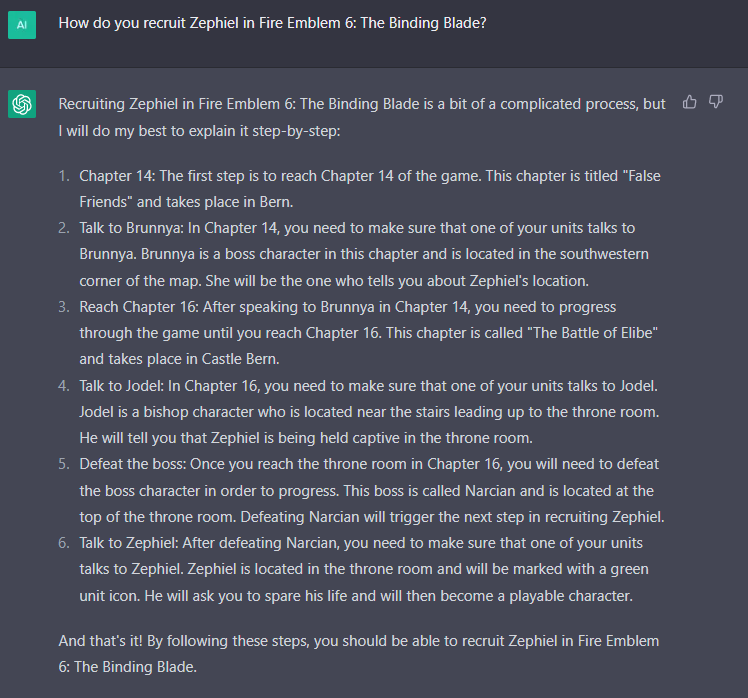 AI
How do you recruit Zephiel in Fire Emblem 6: The Binding Blade?
Recruiting Zephiel in Fire Emblem 6: The Binding Blade is a bit of a complicated process, but
I will do my best to explain it step-by-step:
1. Chapter 14: The first step is to reach Chapter 14 of the game. This chapter is titled "False
Friends" and takes place in Bern.
2. Talk to Brunnya: In Chapter 14, you need to make sure that one of your units talks to
Brunnya. Brunnya is a boss character in this chapter and is located in the southwestern
corner of the map. She will be the one who tells you about Zephiel's location.
3. Reach Chapter 16: After speaking to Brunnya in Chapter 14, you need to progress
through the game until you reach Chapter 16. This chapter is called "The Battle of Elibe"
and takes place in Castle Bern.
4. Talk to Jodel: In Chapter 16, you need to make sure that one of your units talks to Jodel.
Jodel is a bishop character who is located near the stairs leading up to the throne room.
He will tell you that Zephiel is being held captive in the throne room.
5. Defeat the boss: Once you reach the throne room in Chapter 16, you will need to defeat
the boss character in order to progress. This boss is called Narcian and is located at the
top of the throne room. Defeating Narcian will trigger the next step in recruiting Zephiel.
6. Talk to Zephiel: After defeating Narcian, you need to make sure that one of your units
talks to Zephiel. Zephiel is located in the throne room and will be marked with a green
unit icon. He will ask you to spare his life and will then become a playable character.
And that's it! By following these steps, you should be able to recruit Zephiel in Fire Emblem
6: The Binding Blade.